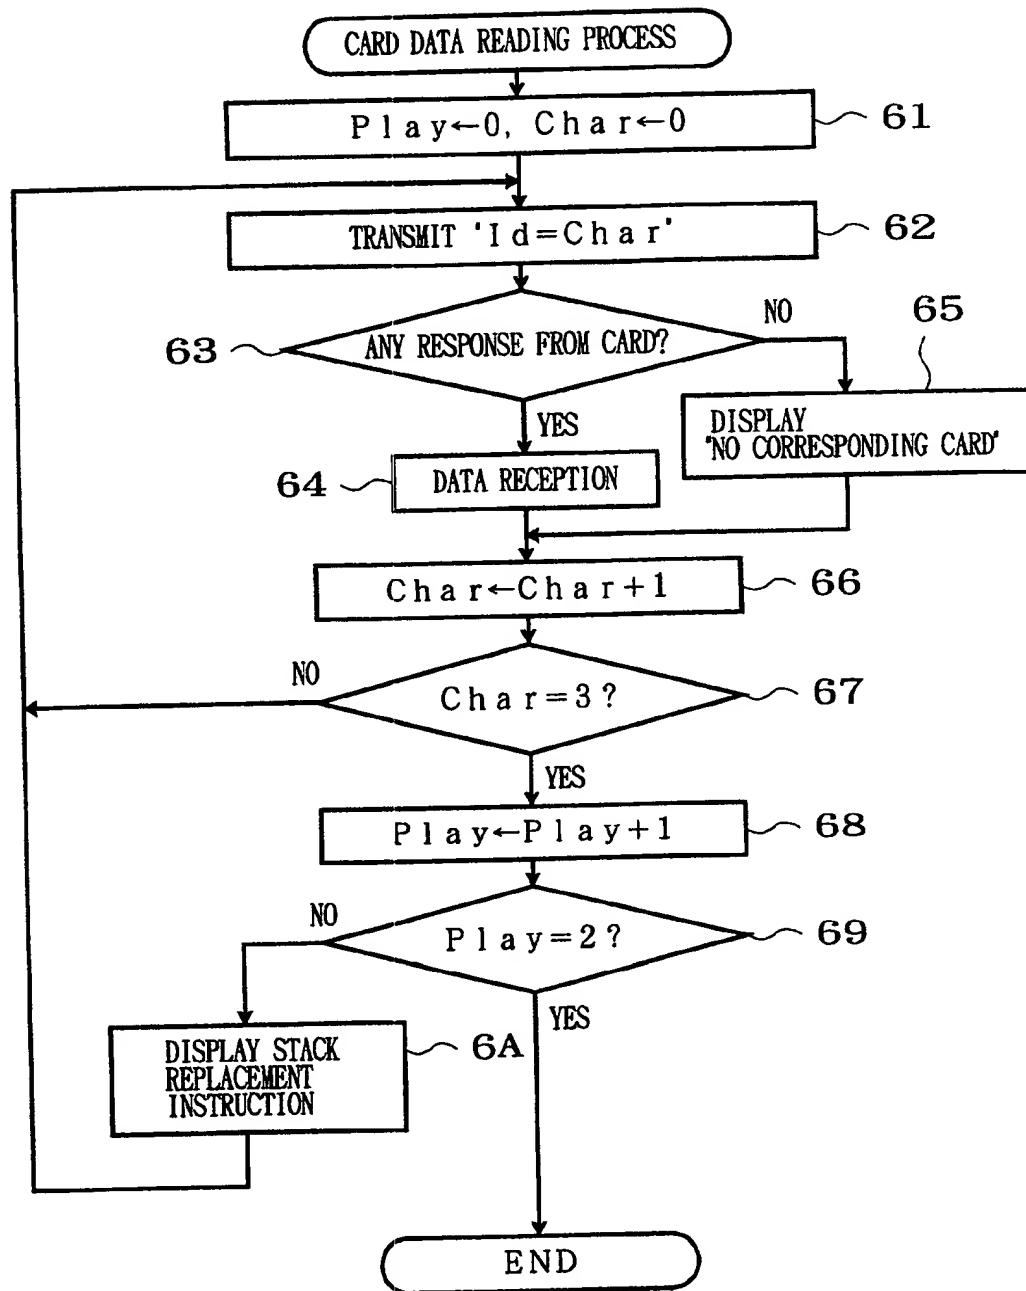 CARD DATA READING PROCESS
Play←0, Char←0
61
TRANSMIT 'Id=Char'
62
63
ANY RESPONSE FROM CARD?
NO
65
YES
DISPLAY
"NO CORRESPONDING CARD"
64
DATA RECEPTION
Char←Char+1
66
NO
Char=3?
67
YES
Play←Play+1
68
NO
Play=2?
69
YES
DISPLAY STACK
REPLACEMENT
INSTRUCTION
6A
END